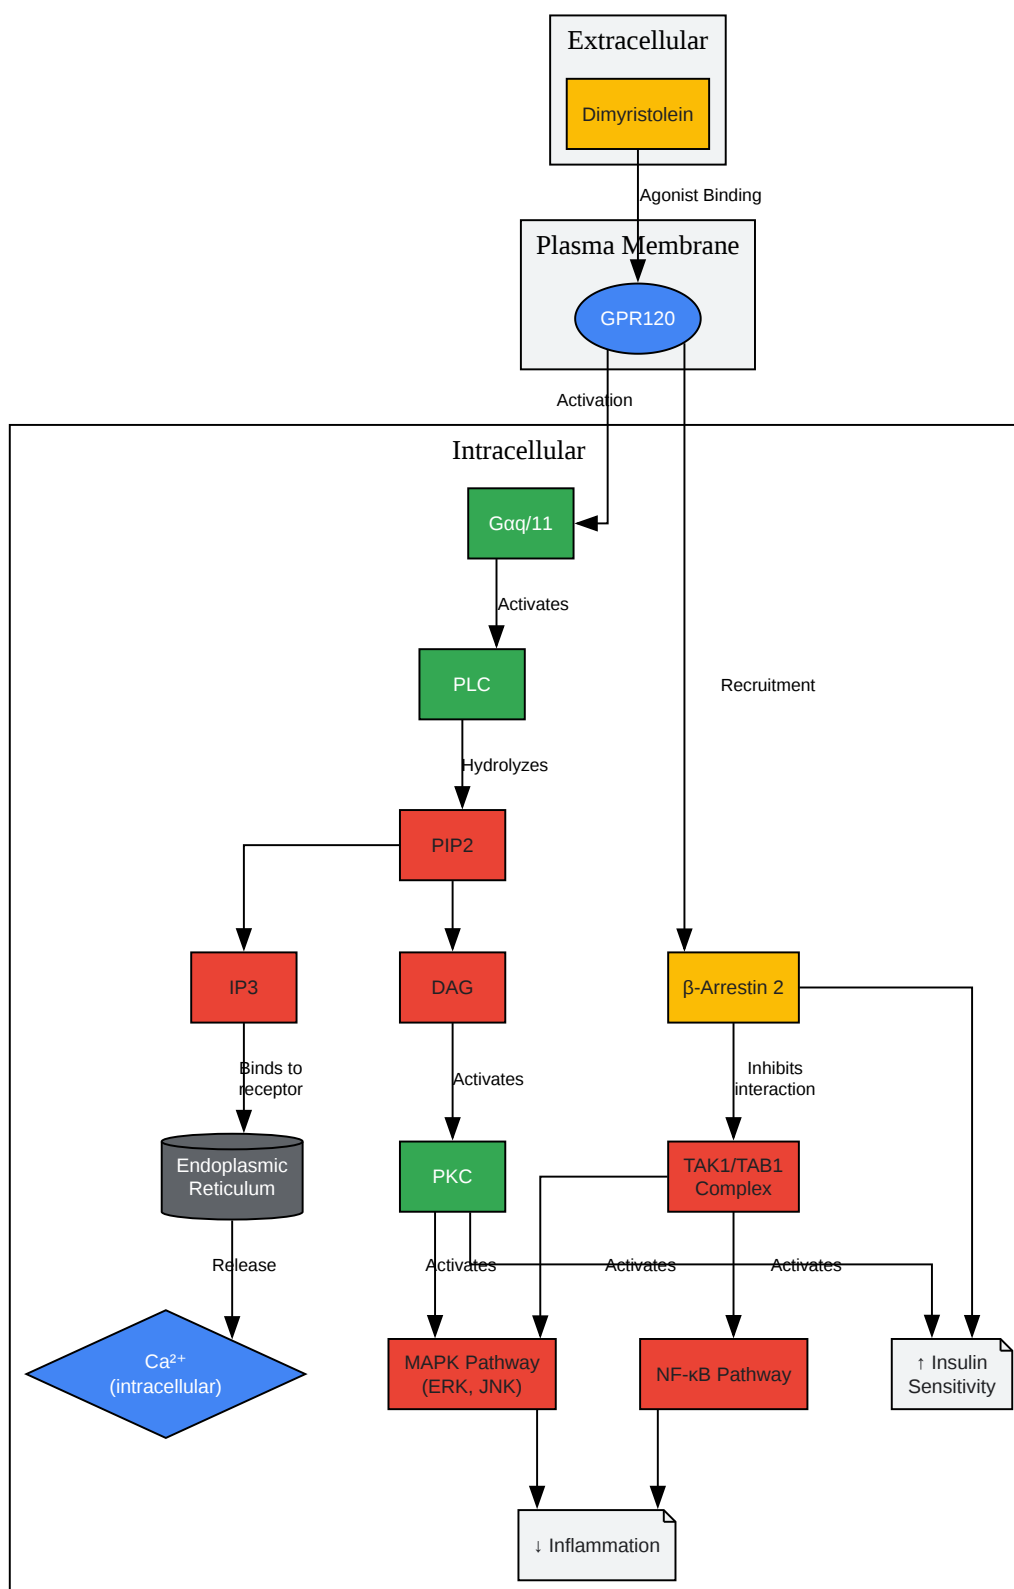 Extracellular
Dimyristolein
Agonist Binding
Plasma Membrane
GPR120
Activation
Intracellular
Gαq/11
Activates
PLC
Recruitment
Hydrolyzes
PIP2
IP3
DAG
β-Arrestin 2
Binds to
receptor
Activates
Inhibits
interaction
Endoplasmic
Reticulum
PKC
TAK1/TAB1
Complex
Release
Activates
Activates
Activates
Ca²⁺
(intracellular)
MAPK Pathway
(ERK, JNK)
NF-κB Pathway
↑ Insulin
Sensitivity
↓ Inflammation